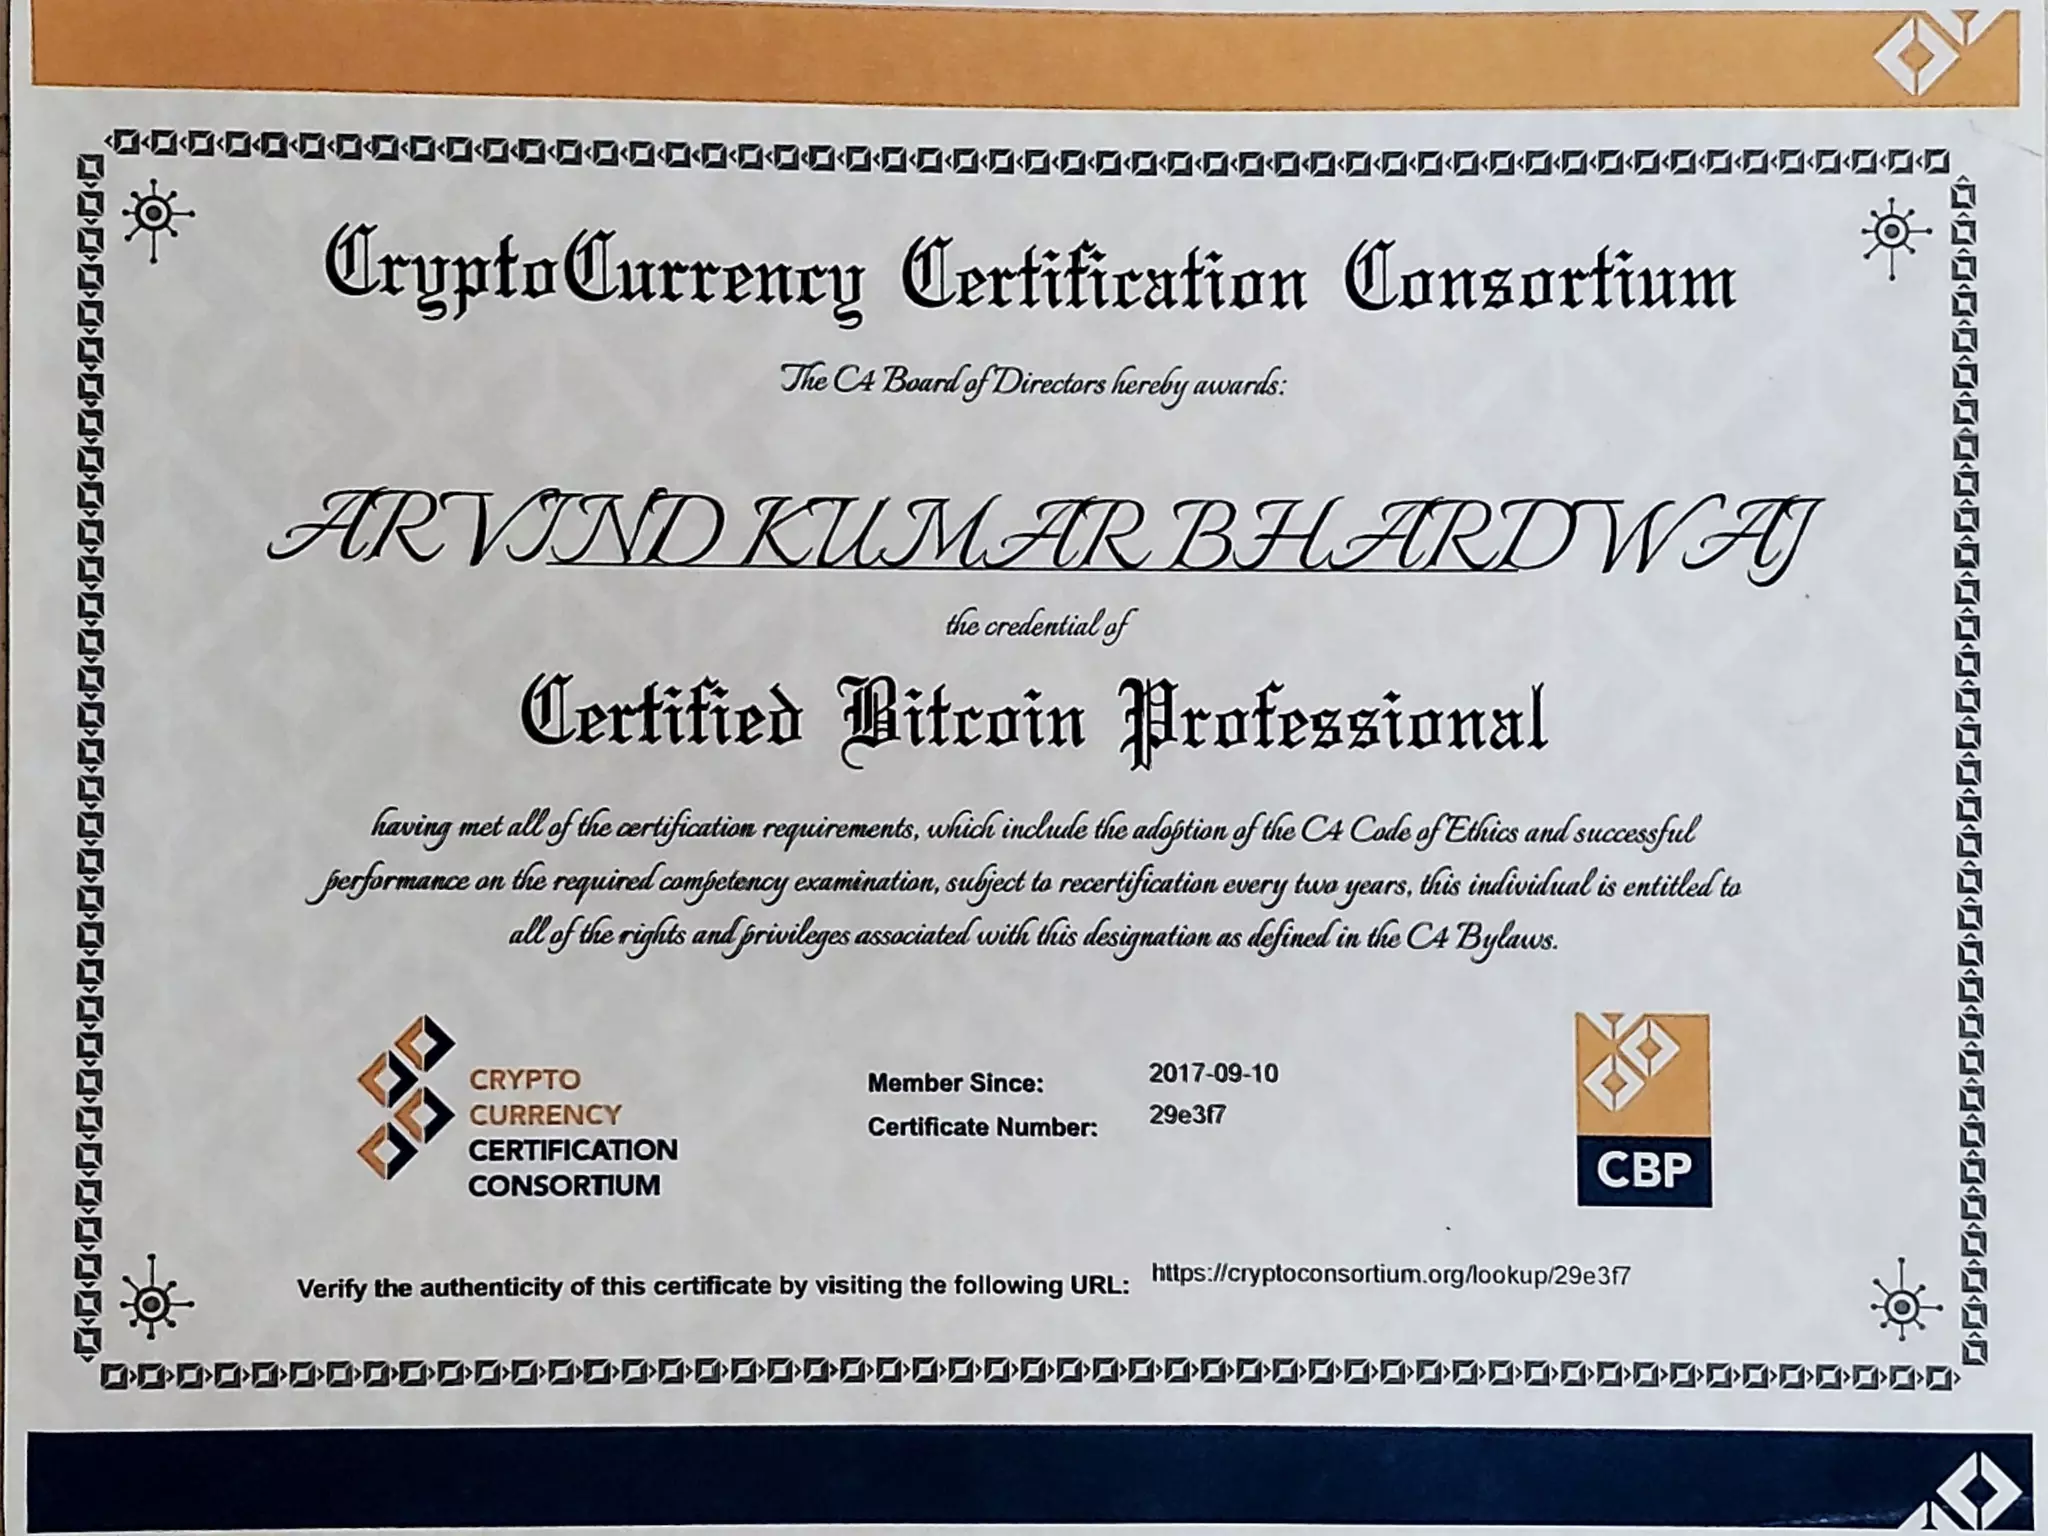 CryptoCurrency Certification Consortium
The C4 Board of Directors hereby awards:
ARVIND KUMAR BHARDWAJ
the credential of
Certified Bitcoin Professional
having met all of the certification requirements, which include the adoption of the C4 Code of Ethics and successful
performance on the required competency examination, subject to recertification every two years, this individual is entitled to
all of the rights and privileges associated with this designation as defined in the C4 Bylaws.
CRYPTO
CURRENCY
CERTIFICATION
CONSORTIUM
Member Since: 2017-09-10
Certificate Number: 29e3f7
CBP
Verify the authenticity of this certificate by visiting the following URL: https://cryptoconsortium.org/lookup/29e3f7